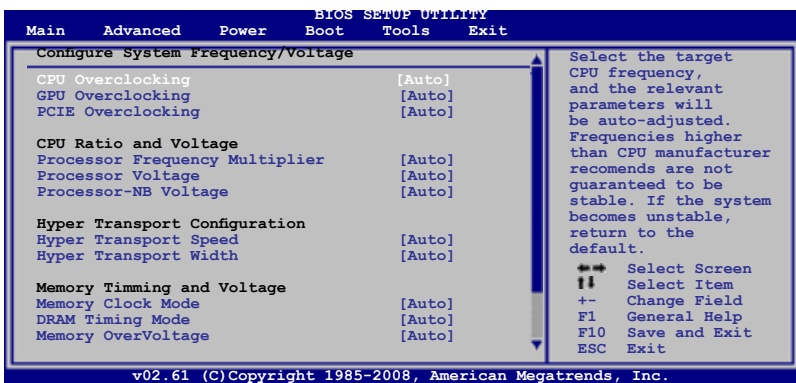 BIOS SETUP UTILITY
Main Advanced Power Boot Tools Exit
Configure System Frequency/Voltage
CPU Overclocking [Auto]
GPU Overclocking [Auto]
PCIE Overclocking [Auto]
CPU Ratio and Voltage
Processor Frequency Multiplier [Auto]
Processor Voltage [Auto]
Processor-NB Voltage [Auto]
Hyper Transport Configuration
Hyper Transport Speed [Auto]
Hyper Transport Width [Auto]
Memory Timming and Voltage
Memory Clock Mode [Auto]
DRAM Timing Mode [Auto]
Memory OverVoltage [Auto]
Select the target
CPU frequency,
and the relevant
parameters will
be auto-adjusted.
Frequencies higher
than CPU manufacturer
recomends are not
guaranteed to be
stable. If the system
becomes unstable,
return to the
default.
Select Screen
Select Item
+- Change Field
F1 General Help
F10 Save and Exit
ESC Exit
v02.61 (C)Copyright 1985-2008, American Megatrends, Inc.